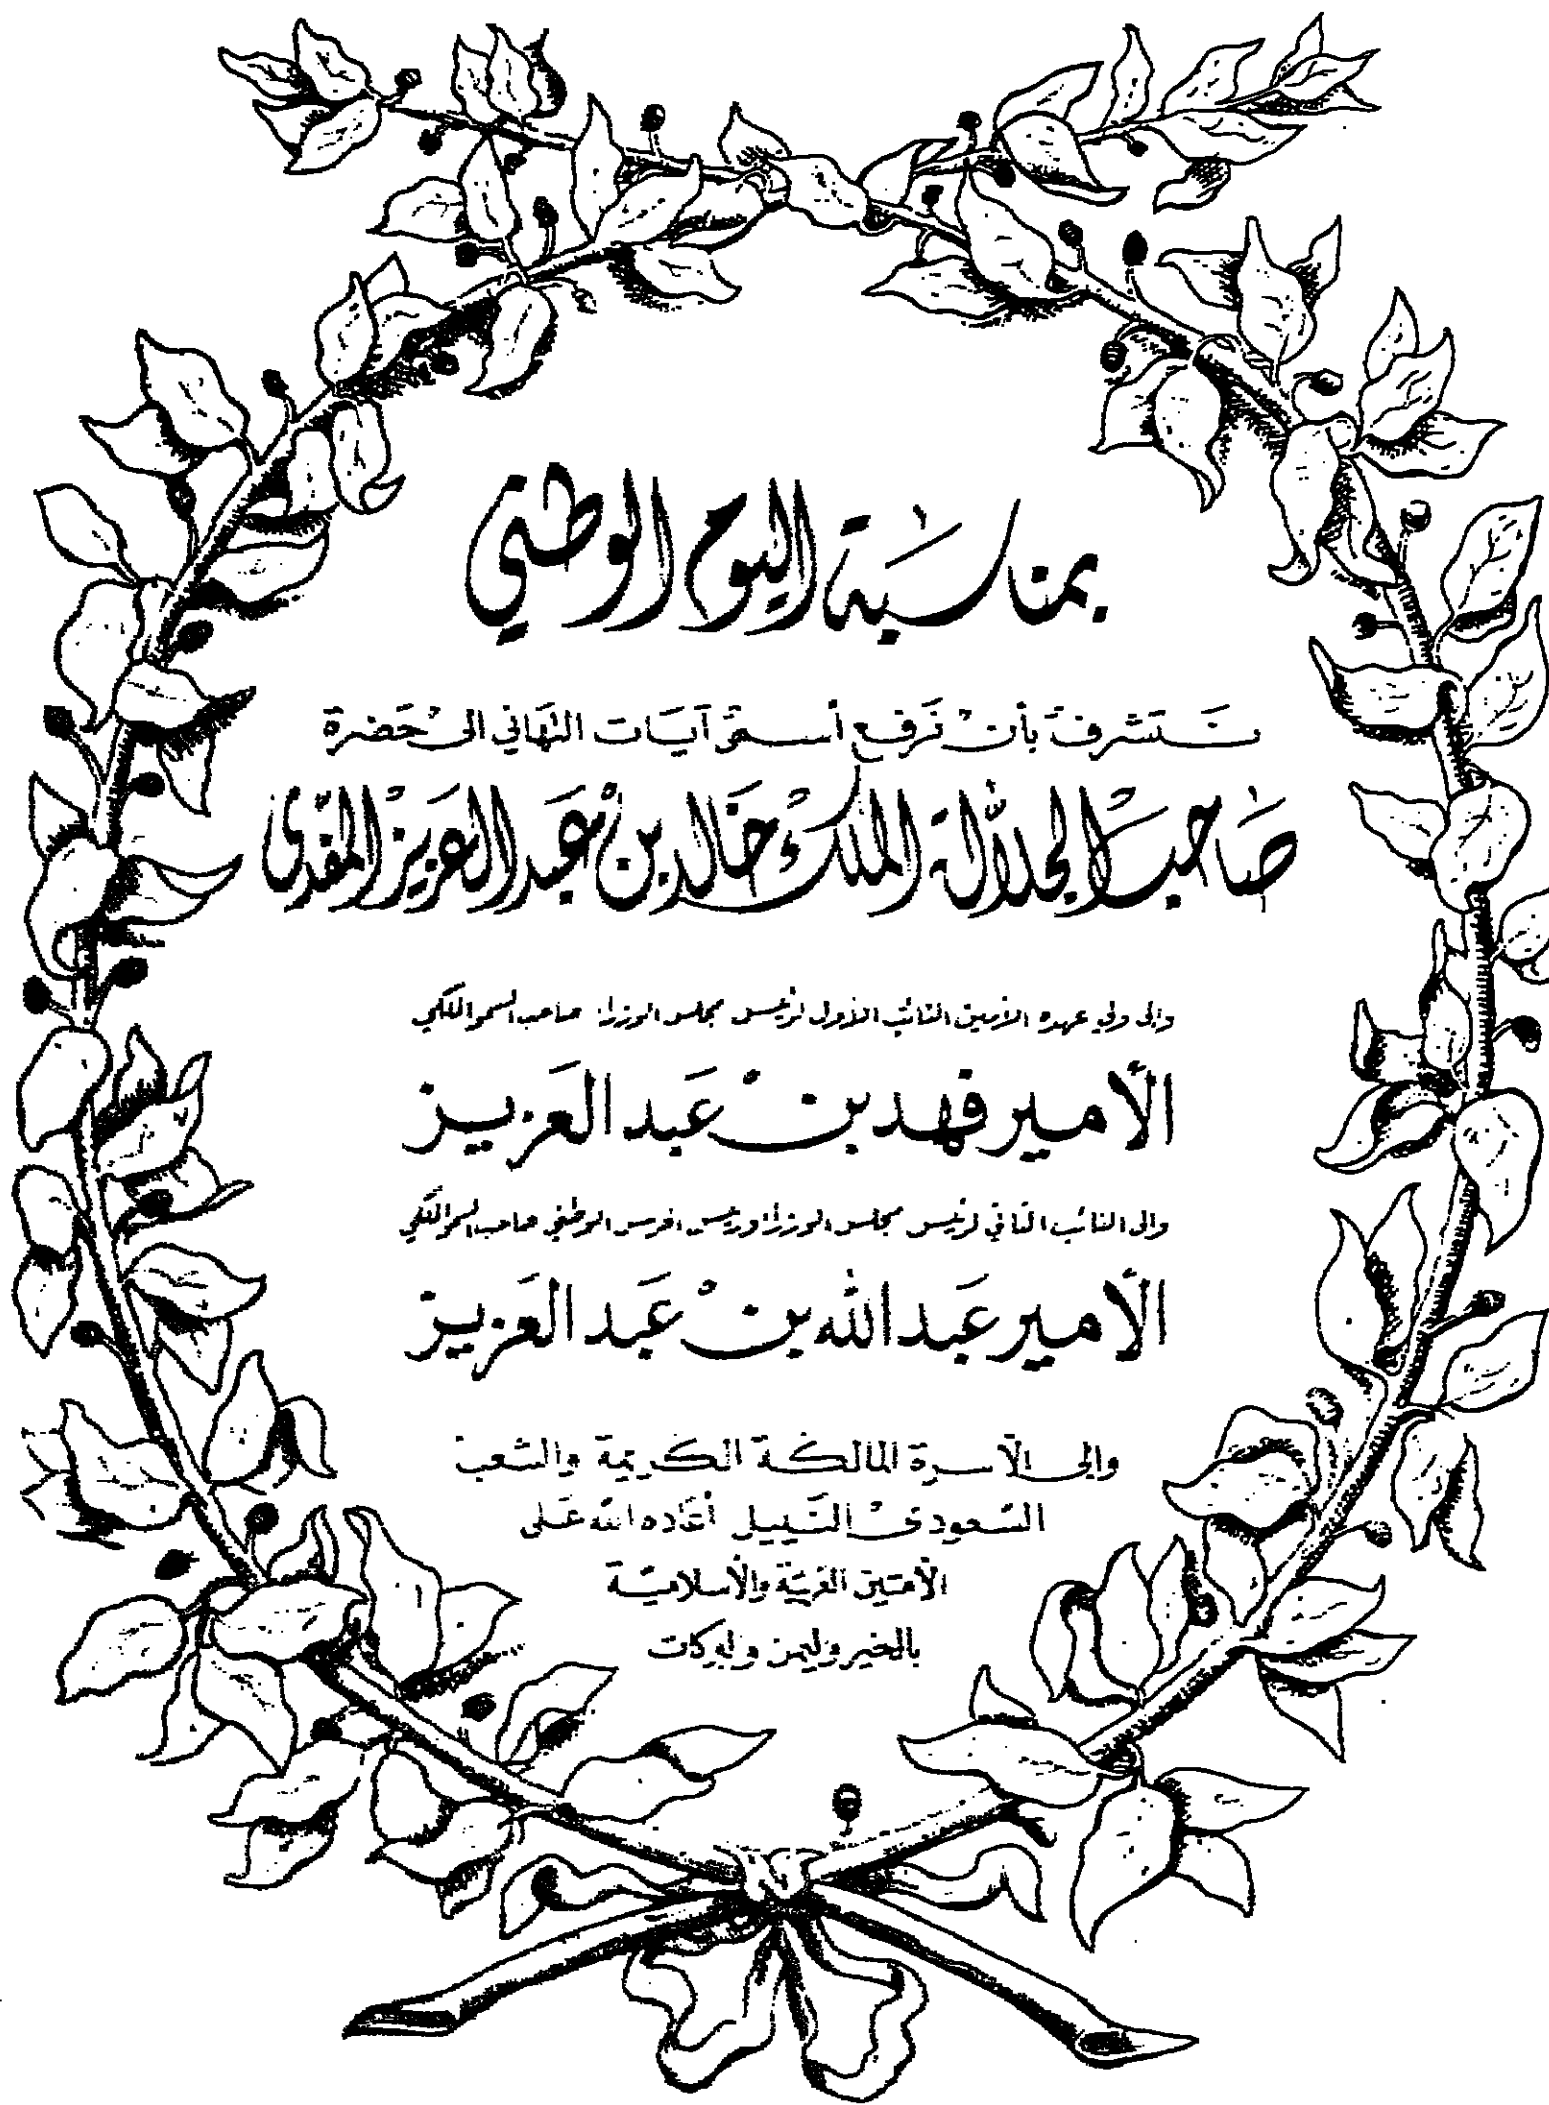 بمناسبة اليوم الوطني
نتشرف بأن نرفع أسمى آيات التهاني الى حضرة
صاحب الجلالة الملك خالد بن عبد العزيز المفدى
والى ولي عهده الأمين النائب الأول لرئيس مجلس الوزراء صاحب السمو الملكي
الأمير فهد بن عبد العزيز
والى النائب الثاني لرئيس مجلس الوزراء ورئيس الحرس الوطني صاحب السمو الملكي
الأمير عبد الله بن عبد العزيز
والى الأسرة المالكة الكريمة والشعب
السعودي النبيل أعاده الله على
الأمتين العربية والأسلامية
بالخير واليمن والبركات